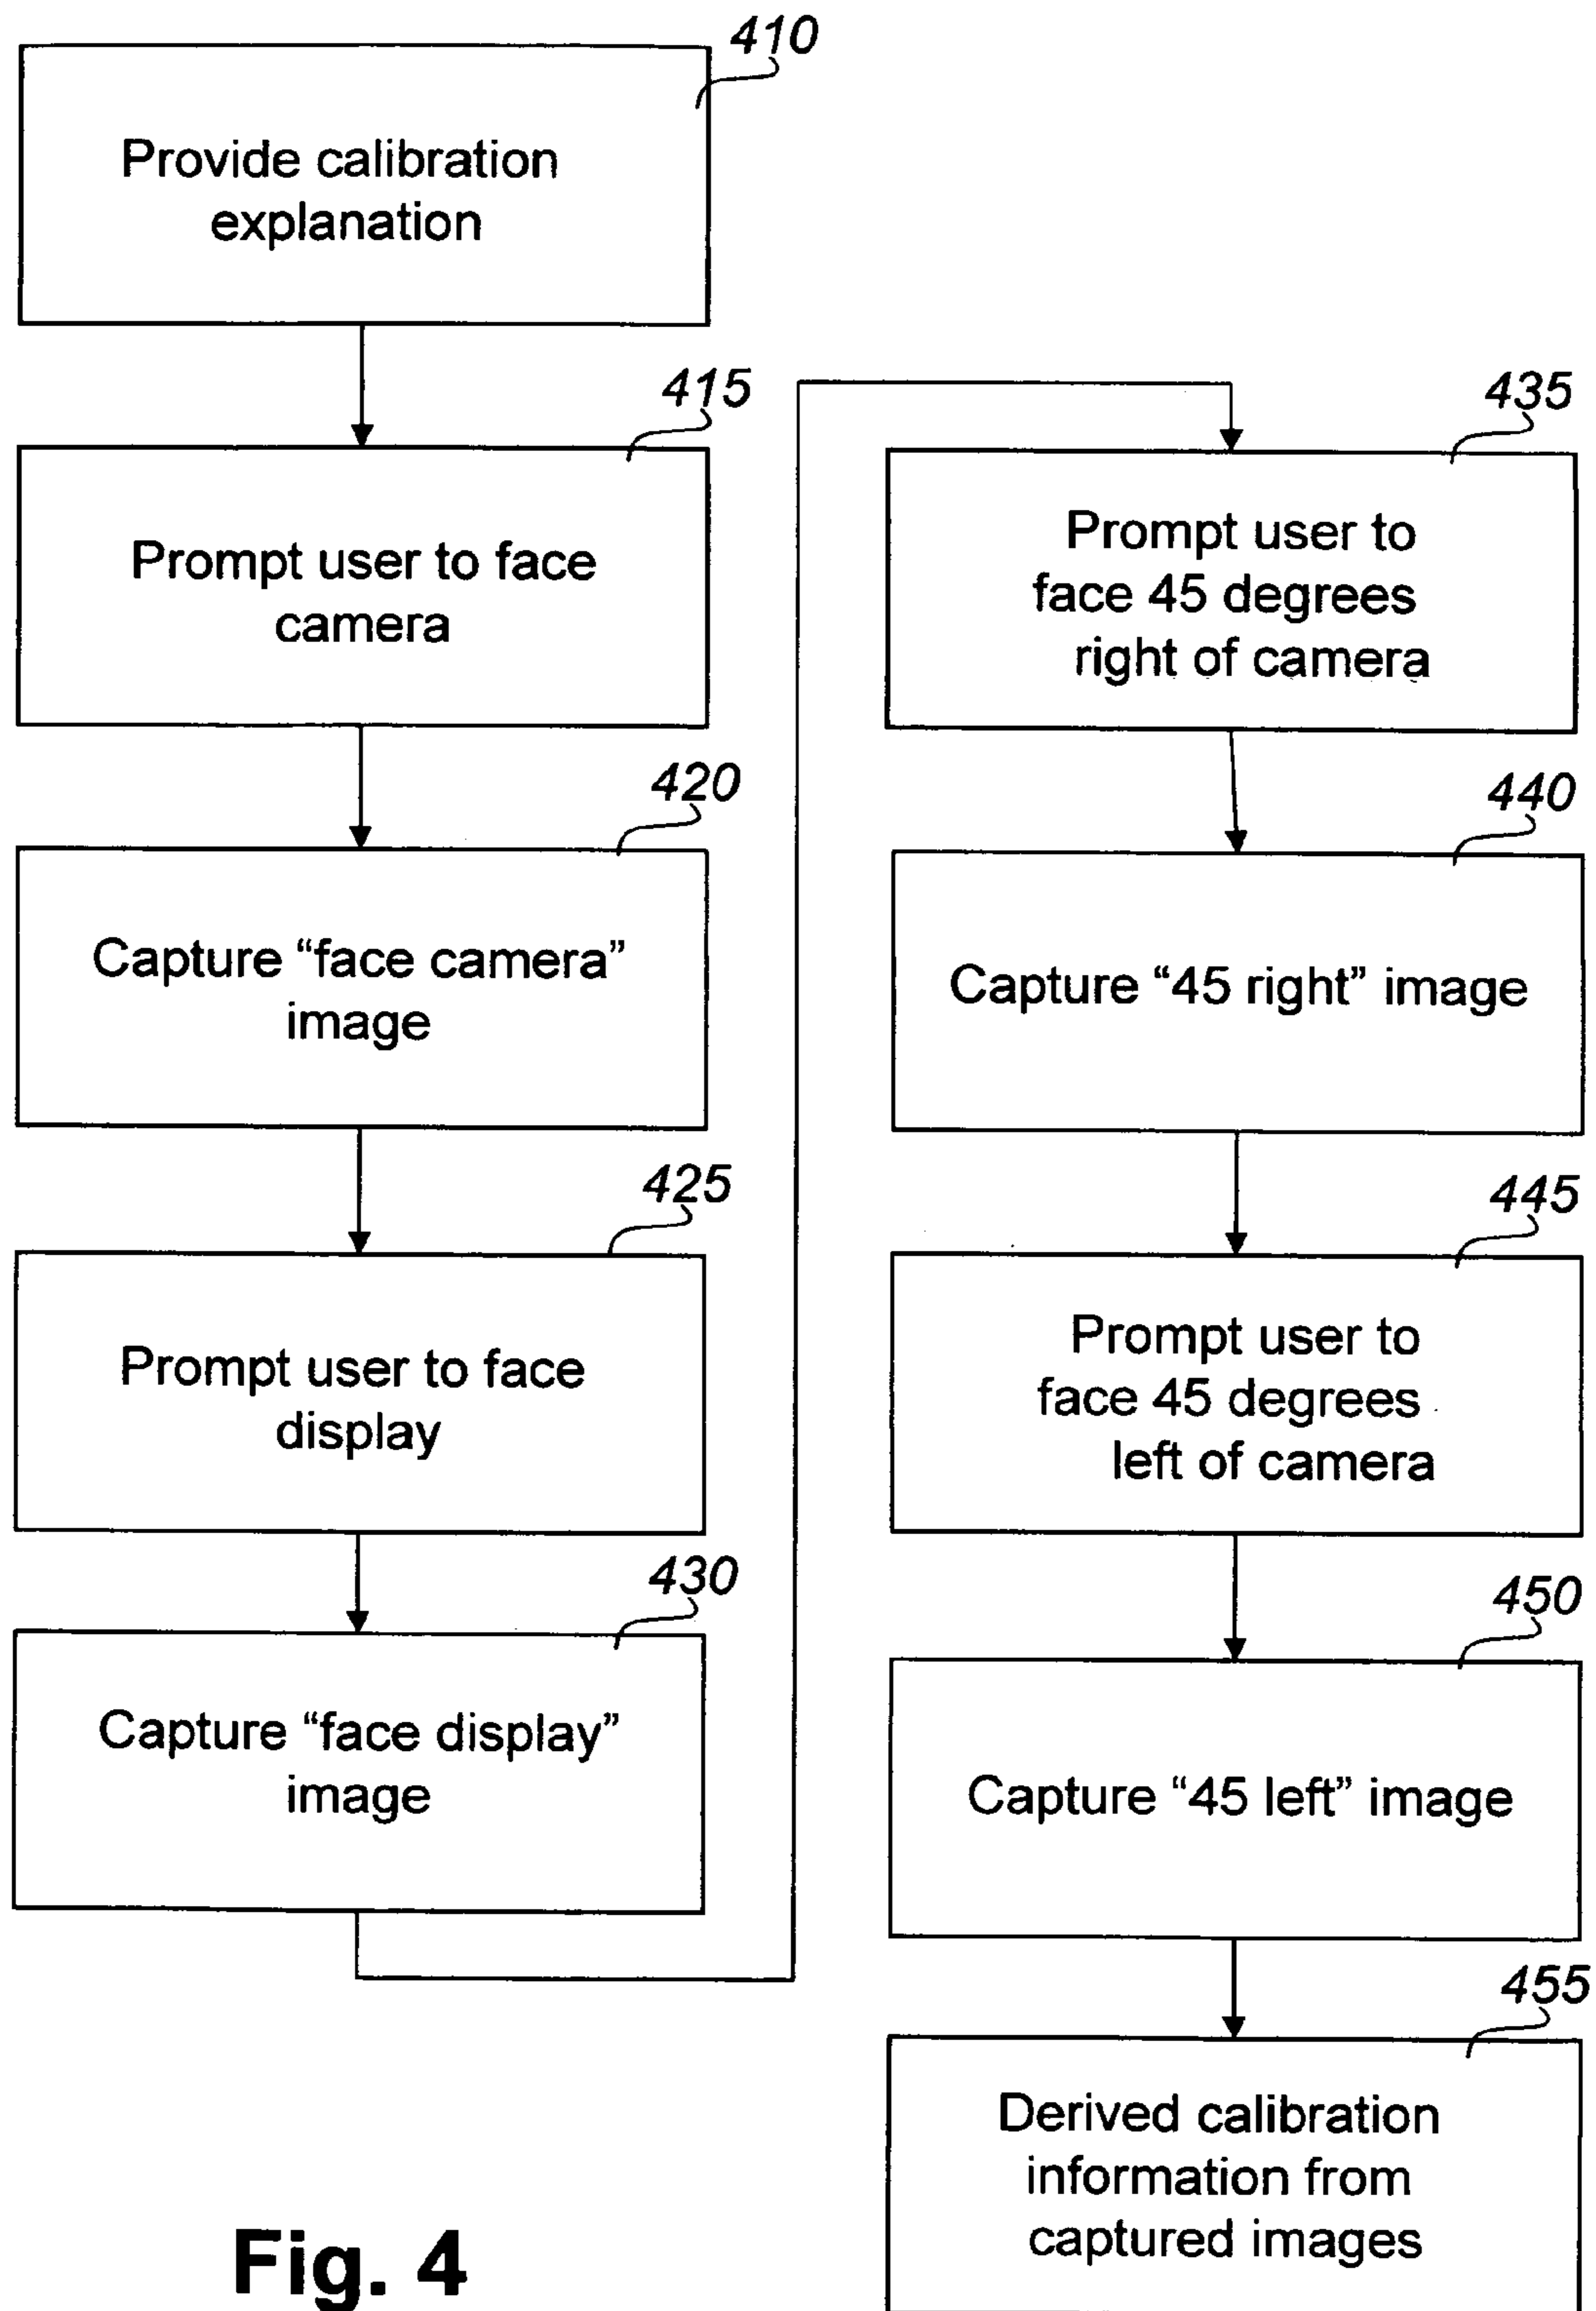 410
Provide calibration
explanation
415
Prompt user to face
camera
420
Capture “face camera”
image
425
Prompt user to face
display
430
Capture “face display”
image
435
Prompt user to
face 45 degrees
right of camera
440
Capture “45 right” image
445
Prompt user to
face 45 degrees
left of camera
450
Capture “45 left” image
455
Derived calibration
information from
captured images
Fig. 4